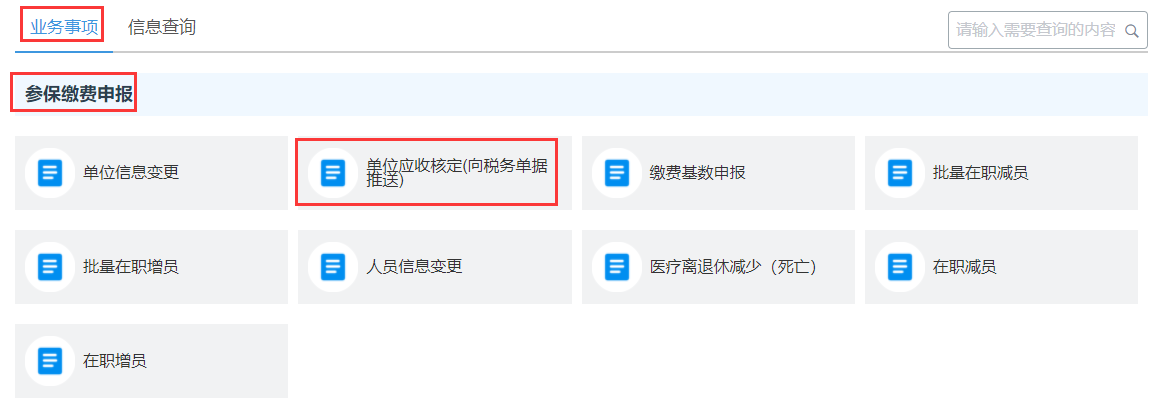 业务事项
信息查询
请输入需要查询的内容
参保缴费申报
单位信息变更
单位应收核定(向税务单据
推送)
缴费基数申报
批量在职减员
批量在职增员
人员信息变更
医疗离退休减少（死亡）
在职减员
在职增员